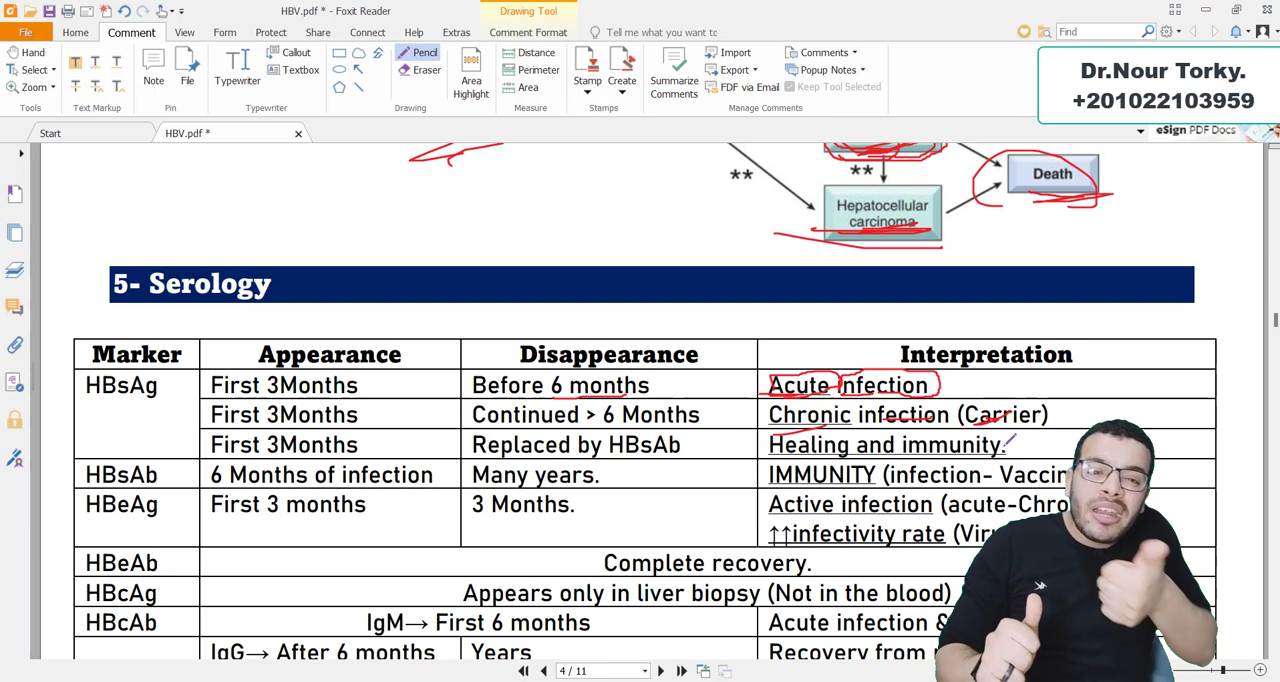 HBV.pdf * - Foxit Reader
Drawing Tool
File Home Comment View Form Protect Share Connect Help Extras Comment Format Tell me what you want to Find
Hand
Select
Zoom
Tools
Text Markup
Note File
Pin
Typewriter
Callout
Textbox
Typewriter
Pencil
Eraser
Drawing
Area Highlight
Distance
Perimeter
Area
Measure
Stamp Create
Stamps
Summarize Comments
Import
Export
FDF via Email
Comments
Popup Notes
Keep Tool Selected
Manage Comments
Dr.Nour Torky.
+201022103959
Start HBV.pdf * eSign PDF Docs
** ** Death
Hepatocellular
carcinoma
5- Serology
Marker Appearance Disappearance Interpretation
HBsAg First 3Months Before 6 months Acute infection
First 3Months Continued > 6 Months Chronic infection (Carrier)
First 3Months Replaced by HBsAb Healing and immunity.
HBsAb 6 Months of infection Many years. IMMUNITY (infection- Vaccin
HBeAg First 3 months 3 Months. Active infection (acute-Chro
↑↑infectivity rate (Viru
HBeAb Complete recovery.
HBcAg Appears only in liver biopsy (Not in the blood)
HBcAb IgM→ First 6 months Acute infection &
IgG→ After 6 months Years Recovery from
4 / 11